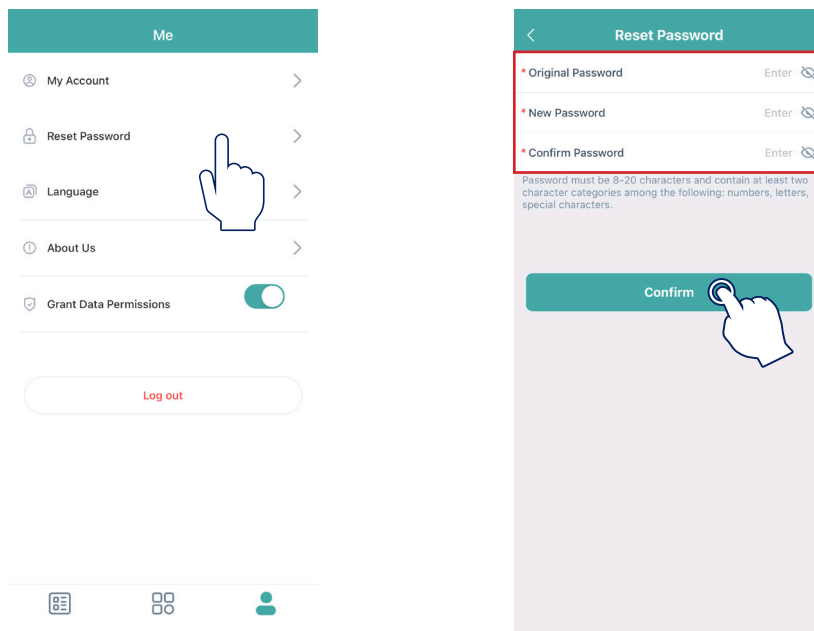 Me
My Account
Reset Password
Language
About Us
Grant Data Permissions
Log out
Reset Password
* Original Password Enter
* New Password Enter
* Confirm Password Enter
Password must be 8-20 characters and contain at least two
character categories among the following: numbers, letters,
special characters.
Confirm